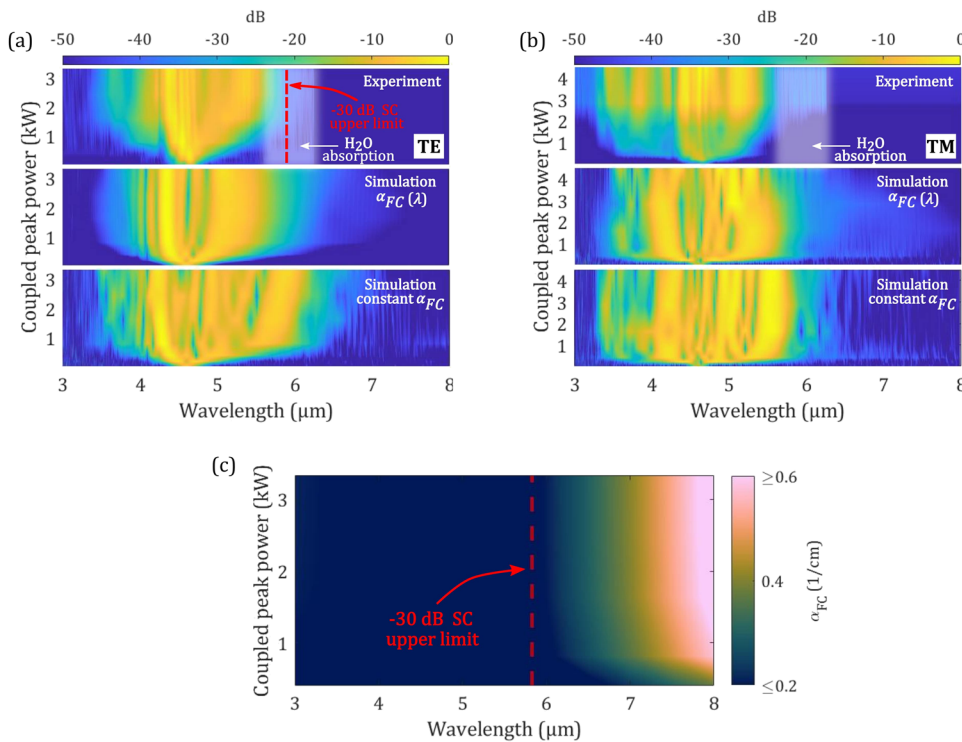 dB
(a)
-50 -40 -30 -20 -10 0
Coupled peak power (kW)
3
2
1
Experiment
-30 dB SC
upper limit
H2O
absorption
TE
3
2
1
Simulation
αFC (λ)
3
2
1
Simulation
constant αFC
3 4 5 6 7 8
Wavelength (μm)
dB
(b)
-50 -40 -30 -20 -10 0
Coupled peak power (kW)
4
3
2
1
Experiment
H2O
absorption
TM
4
3
2
1
Simulation
αFC (λ)
4
3
2
1
Simulation
constant αFC
3 4 5 6 7 8
Wavelength (μm)
(c)
Coupled peak power (kW)
3
2
1
-30 dB SC
upper limit
3 4 5 6 7 8
Wavelength (μm)
≥0.6
0.4
≤0.2
αFC (1/cm)